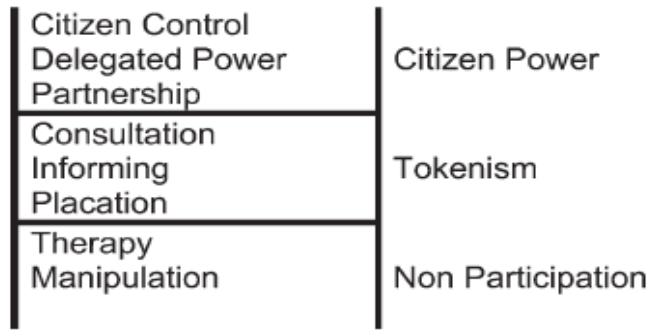 Citizen Control
Delegated Power
Partnership
Citizen Power
Consultation
Informing
Placation
Tokenism
Therapy
Manipulation
Non Participation